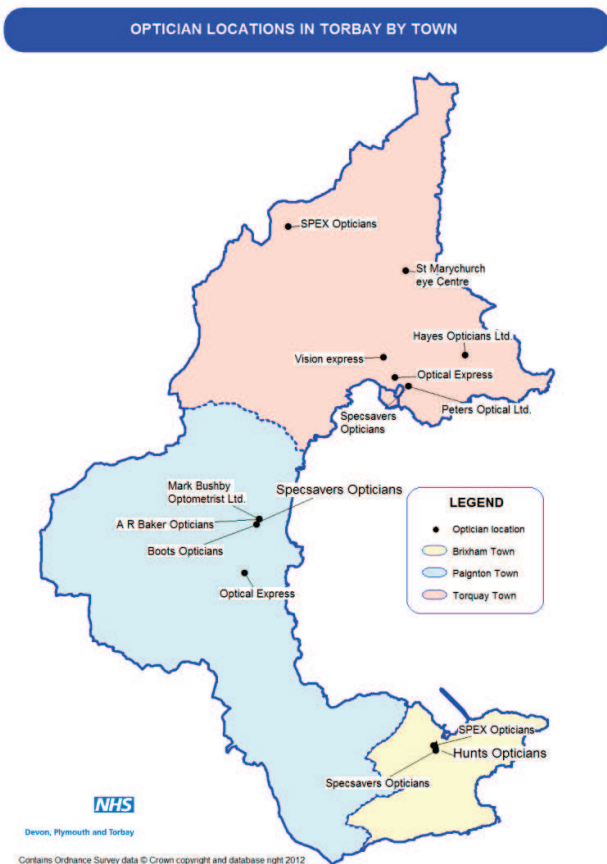 OPTICIAN LOCATIONS IN TORBAY BY TOWN
SPEX Opticians
St Marychurch
eye Centre
Hayes Opticians Ltd.
Vision express
Optical Express
Peters Optical Ltd.
Specsavers
Opticians
Mark Bushby
Optometrist Ltd.
Specsavers Opticians
A R Baker Opticians
Boots Opticians
Optical Express
LEGEND
Optician location
Brixham Town
Paignton Town
Torquay Town
SPEX Opticians
Hunts Opticians
Specsavers Opticians
NHS
Devon, Plymouth and Torbay
Contains Ordnance Survey data © Crown copyright and database right 2012